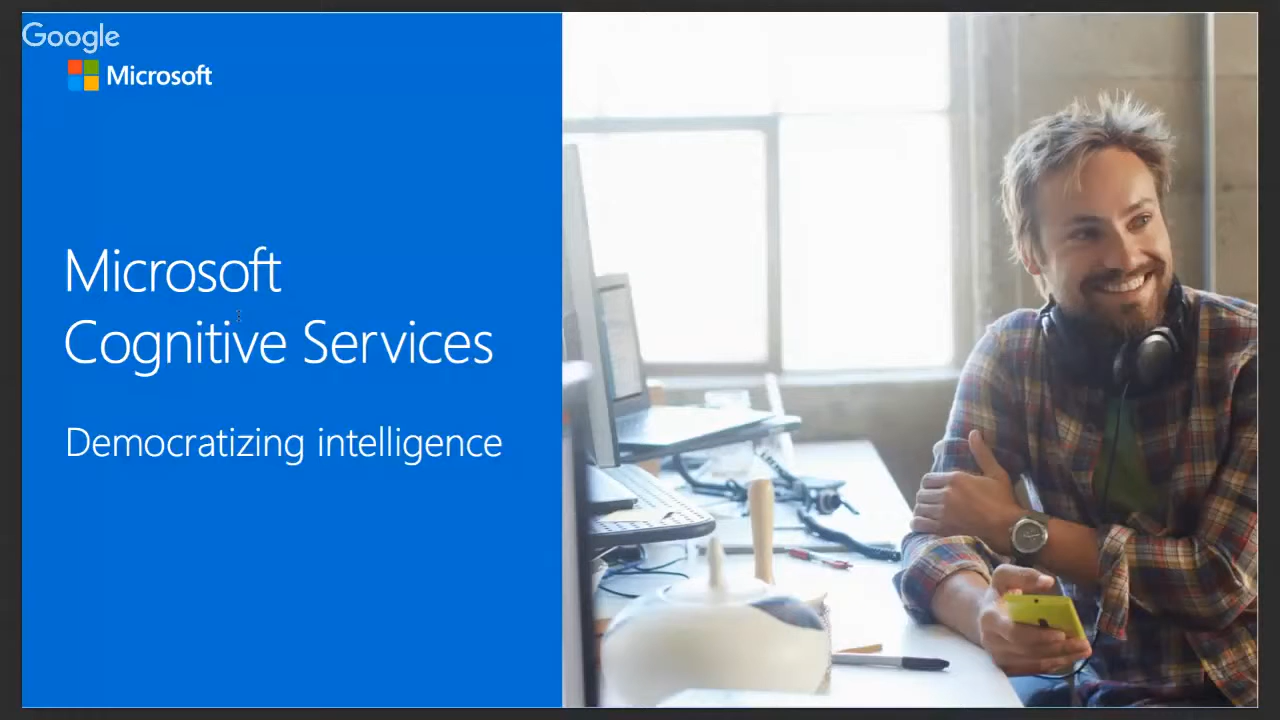 Google
Microsoft
Microsoft
Cognitive Services
Democratizing intelligence